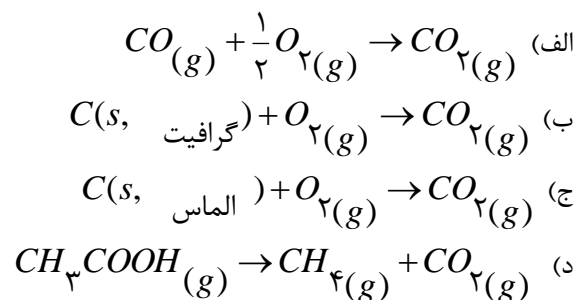 الف) CO(g) + ۱/۲ O۲(g) → CO۲(g)
ب) C(s, گرافیت) + O۲(g) → CO۲(g)
ج) C(s, الماس) + O۲(g) → CO۲(g)
د) CH۳COOH(g) → CH۴(g) + CO۲(g)